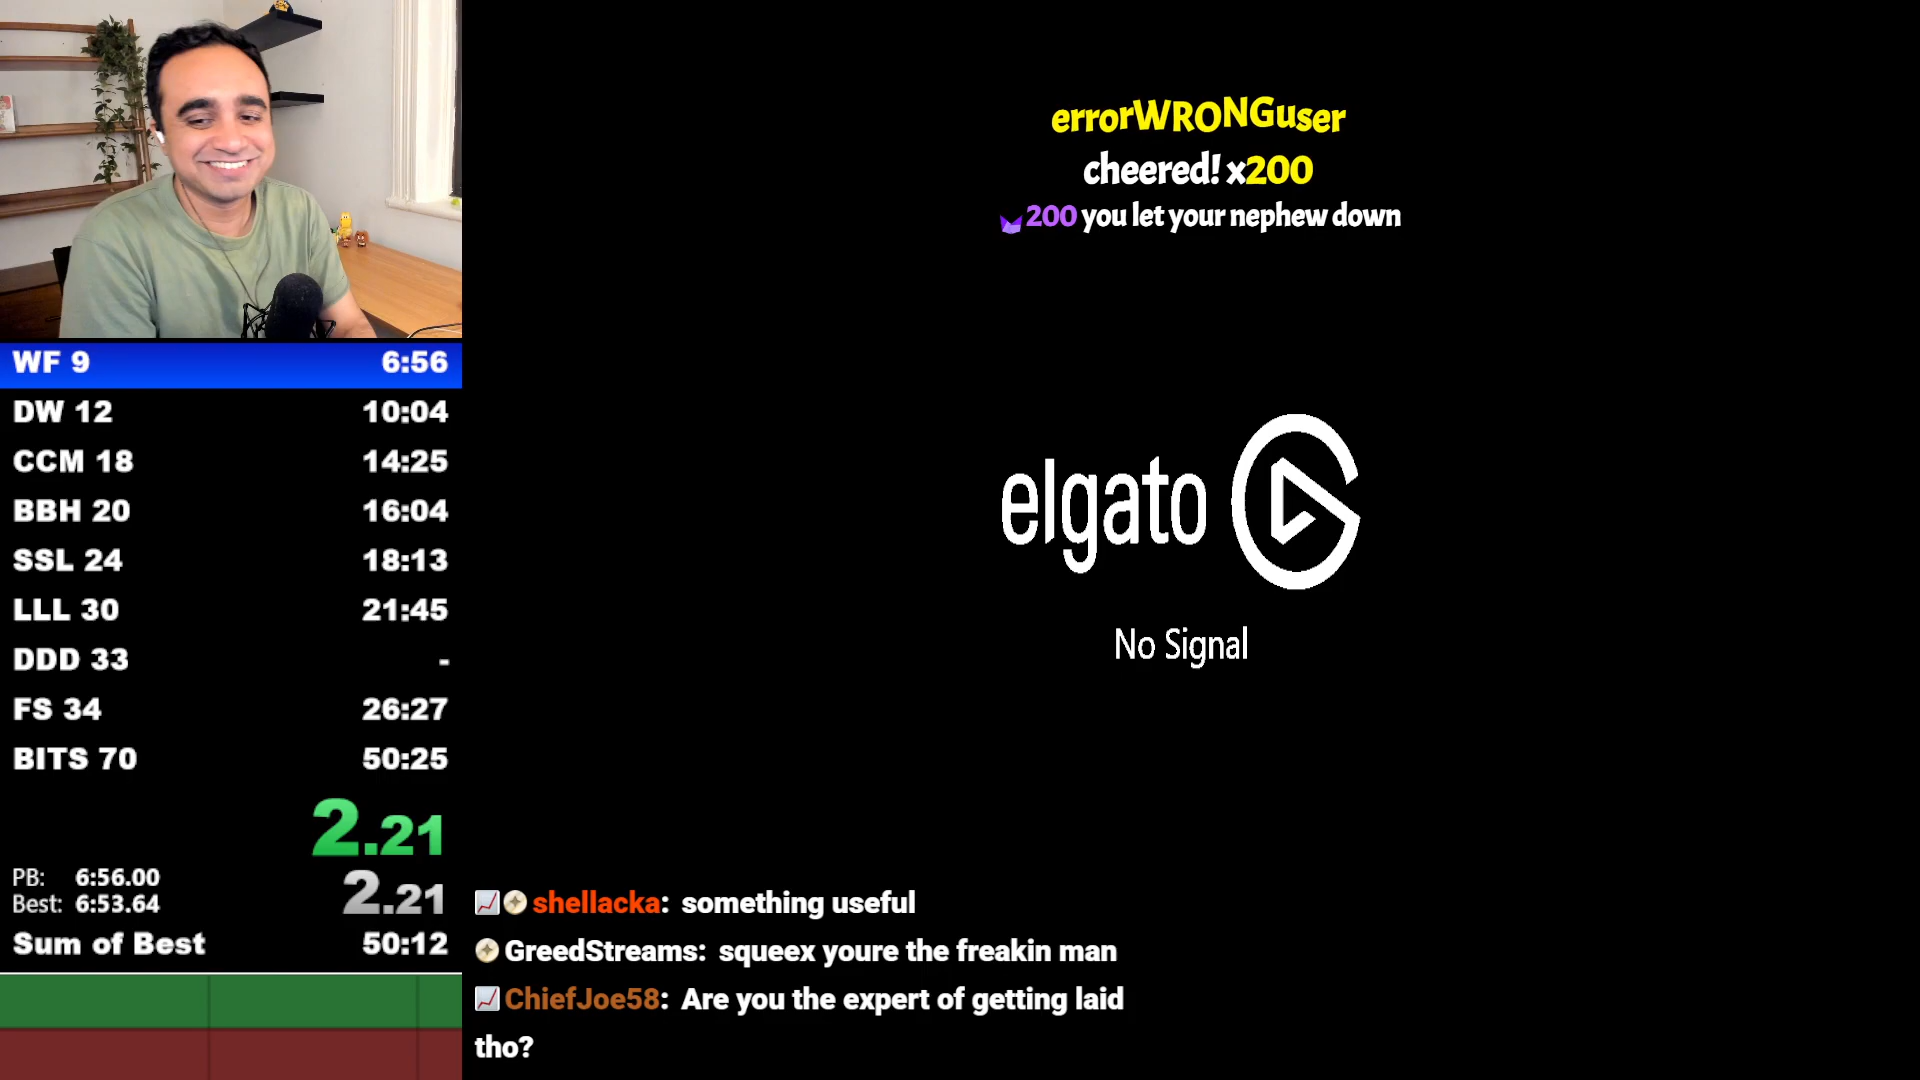 errorWRONGuser
cheered! x200
200 you let your nephew down
WF 9 6:56
DW 12 10:04
CCM 18 14:25
BBH 20 16:04
SSL 24 18:13
LLL 30 21:45
DDD 33 -
FS 34 26:27
BITS 70 50:25
2.21
PB: 6:56.00
Best: 6:53.64
2.21
Sum of Best 50:12
elgato
No Signal
shellacka: something useful
GreedStreams: squeex youre the freakin man
ChiefJoe58: Are you the expert of getting laid
tho?